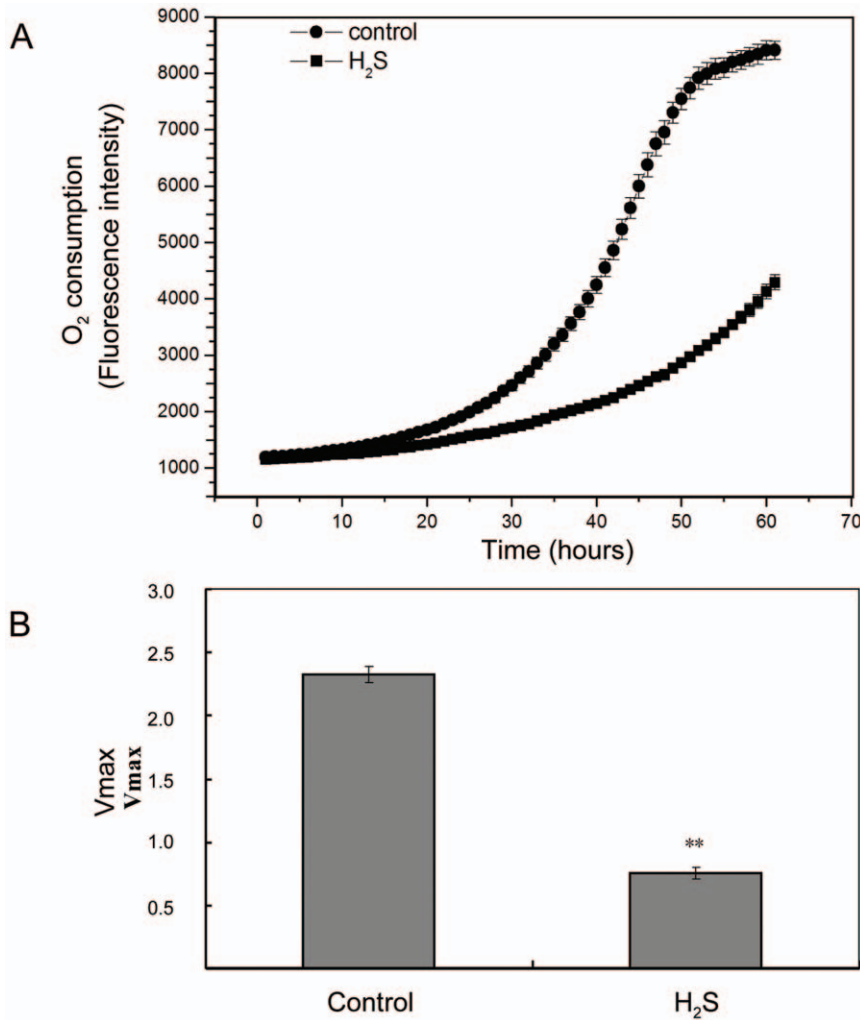 A
control
H₂S
9000
8000
7000
6000
5000
4000
3000
2000
1000
O₂ consumption
(Fluorescence intensity)
0
10
20
30
40
50
60
70
Time (hours)
B
3.0
2.5
2.0
1.5
1.0
0.5
Vmax
Vmax
**
Control
H₂S